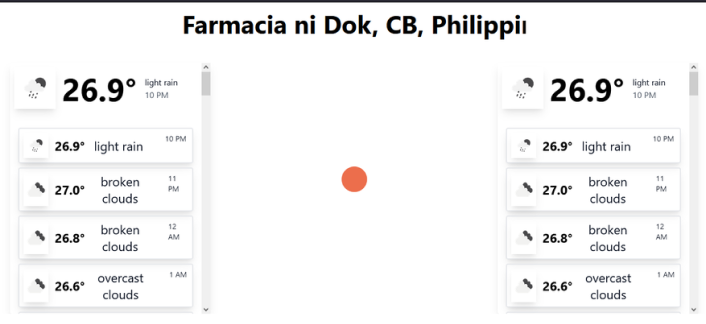 Farmacia ni Dok, CB, Philippi
26.9° light rain
10 PM
26.9° light rain 10 PM
27.0° broken clouds 11 PM
26.8° broken clouds 12 AM
26.6° overcast clouds 1 AM
26.9° light rain
10 PM
26.9° light rain 10 PM
27.0° broken clouds 11 PM
26.8° broken clouds 12 AM
26.6° overcast clouds 1 AM